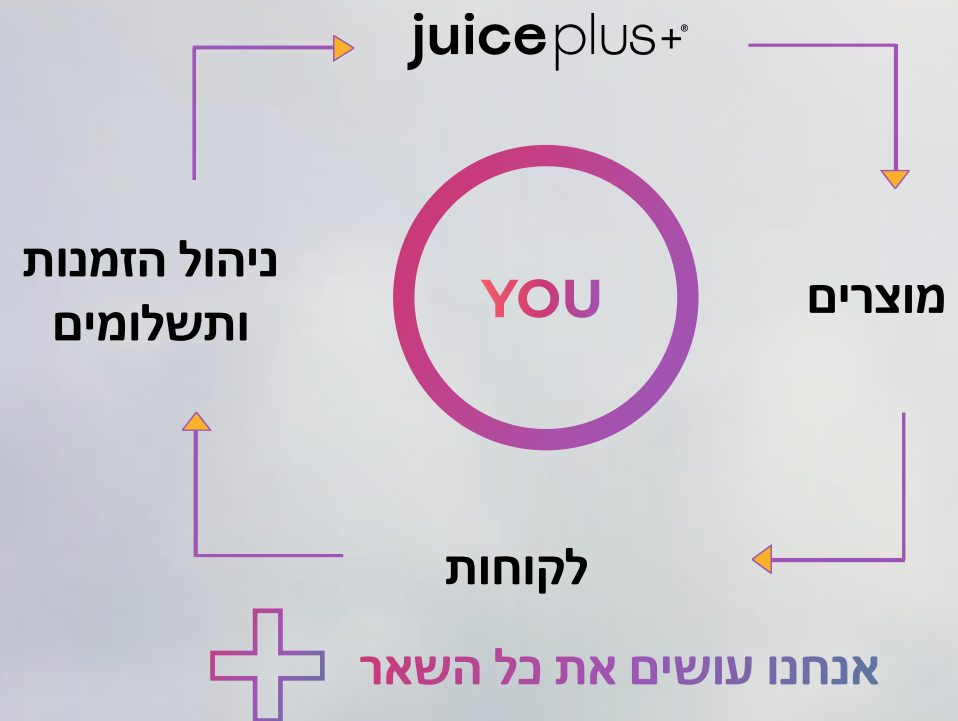 juice plus+®
YOU
מוצרים
ניהול הזמנות
ותשלומים
לקוחות
אנחנו עושים את כל השאר